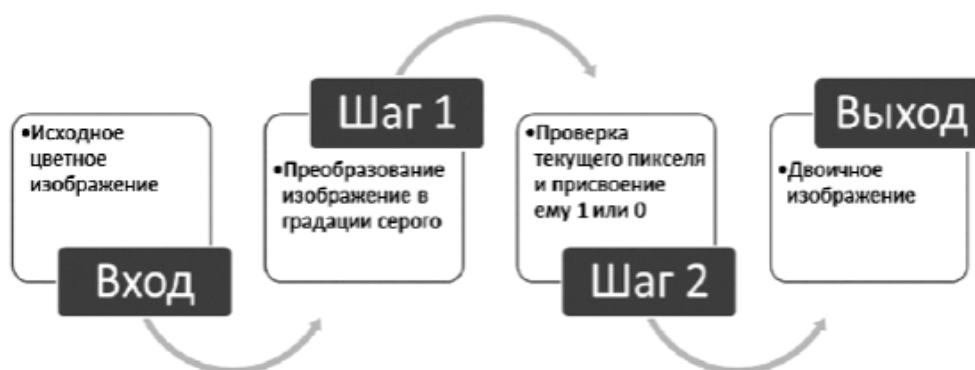 •Исходное
цветное
изображение
Вход
Шаг 1
•Преобразование
изображение в
градации серого
•Проверка
текущего пикселя
и присвоение
ему 1 или 0
Шаг 2
Выход
•Двоичное
изображение